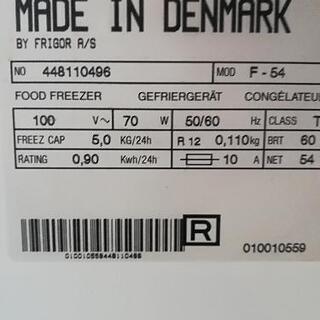 MADE IN DENMARK
BY FRIGOR A/S
NO 448110496 MOD F-54
FOOD FREEZER GEFRIERGERÄT CONGÉLATEU
100 V~ 70 W 50/60 Hz CLASS T
FREEZ CAP 5,0 KG/24h R 12 0,110kg BRT 60
RATING 0,90 Kwh/24h 10 A NET 54
R
010010559448110496
010010559